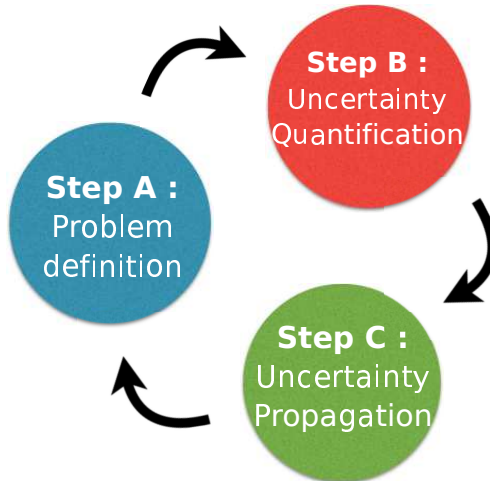 Step A :
Problem
definition
Step B :
Uncertainty
Quantification
Step C :
Uncertainty
Propagation